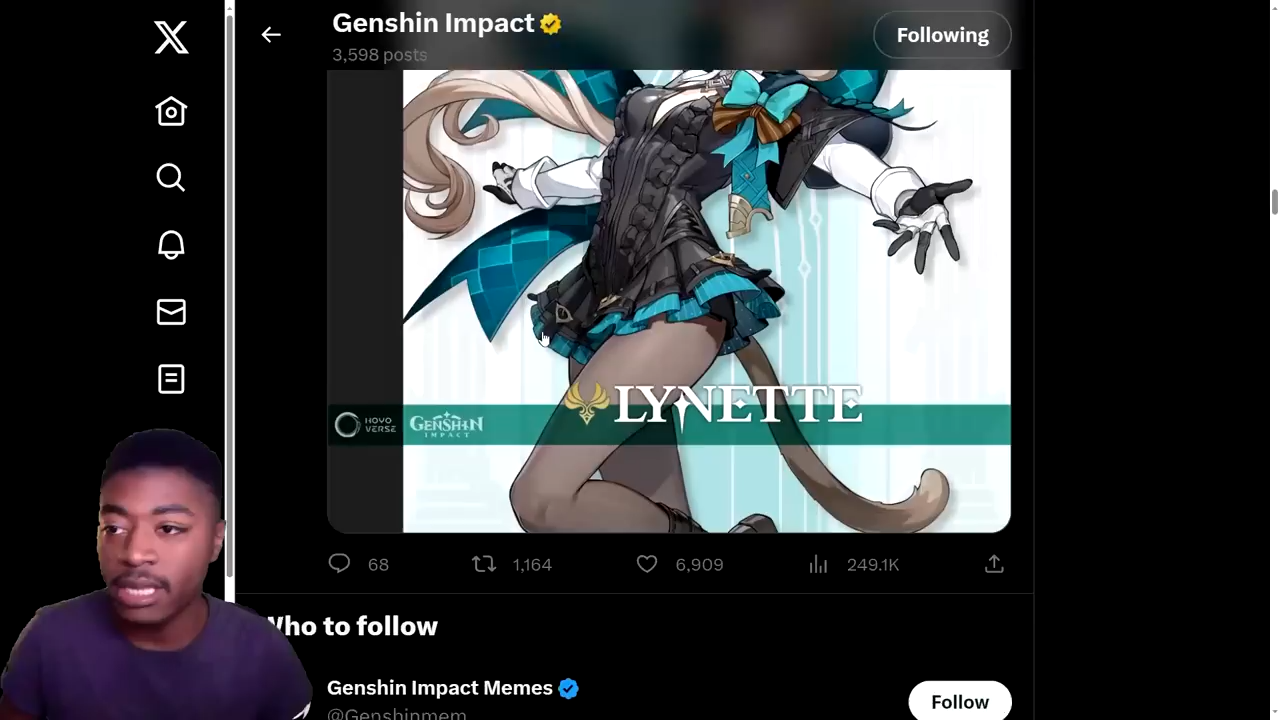 Genshin Impact
Following
3,598 posts
LYNETTE
HOYO
VERSE
GENSHIN
IMPACT
68
1,164
6,909
249.1K
Who to follow
Genshin Impact Memes
Follow
@Genshinmem